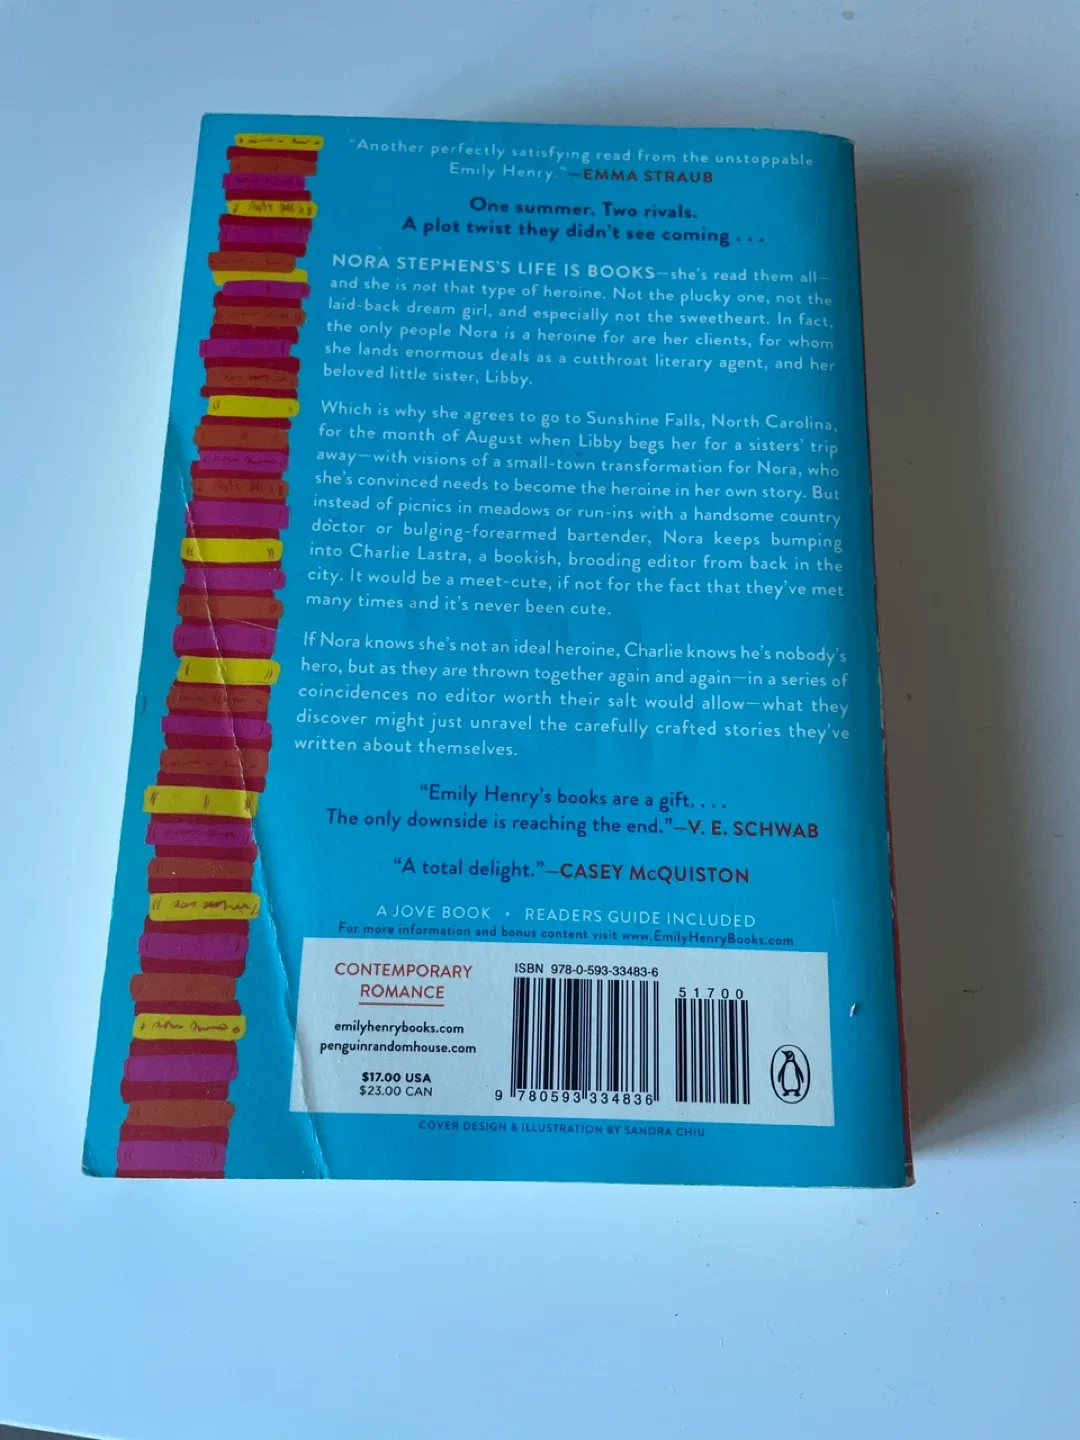 "Another perfectly satisfying read from the unstoppable
Emily Henry."—EMMA STRAUB
One summer. Two rivals.
A plot twist they didn't see coming . . .
NORA STEPHENS'S LIFE IS BOOKS—she's read them all—
and she is not that type of heroine. Not the plucky one, not the
laid-back dream girl, and especially not the sweetheart. In fact,
the only people Nora is a heroine for are her clients, for whom
she lands enormous deals as a cutthroat literary agent, and her
beloved little sister, Libby.
Which is why she agrees to go to Sunshine Falls, North Carolina,
for the month of August when Libby begs her for a sisters' trip
away—with visions of a small-town transformation for Nora, who
she's convinced needs to become the heroine in her own story. But
instead of picnics in meadows or run-ins with a handsome country
doctor or bulging-forearmed bartender, Nora keeps bumping
into Charlie Lastra, a bookish, brooding editor from back in the
city. It would be a meet-cute, if not for the fact that they've met
many times and it's never been cute.
If Nora knows she's not an ideal heroine, Charlie knows he's nobody's
hero, but as they are thrown together again and again—in a series of
coincidences no editor worth their salt would allow—what they
discover might just unravel the carefully crafted stories they've
written about themselves.
"Emily Henry's books are a gift. . . .
The only downside is reaching the end."—V. E. SCHWAB
"A total delight."—CASEY McQUISTON
A JOVE BOOK • READERS GUIDE INCLUDED
For more information and bonus content visit www.EmilyHenryBooks.com
CONTEMPORARY
ROMANCE
emilyhenrybooks.com
penguinrandomhouse.com
$17.00 USA
$23.00 CAN
ISBN 978-0-593-33483-6
51700
9 780593 334836
COVER DESIGN & ILLUSTRATION BY SANDRA CHIU